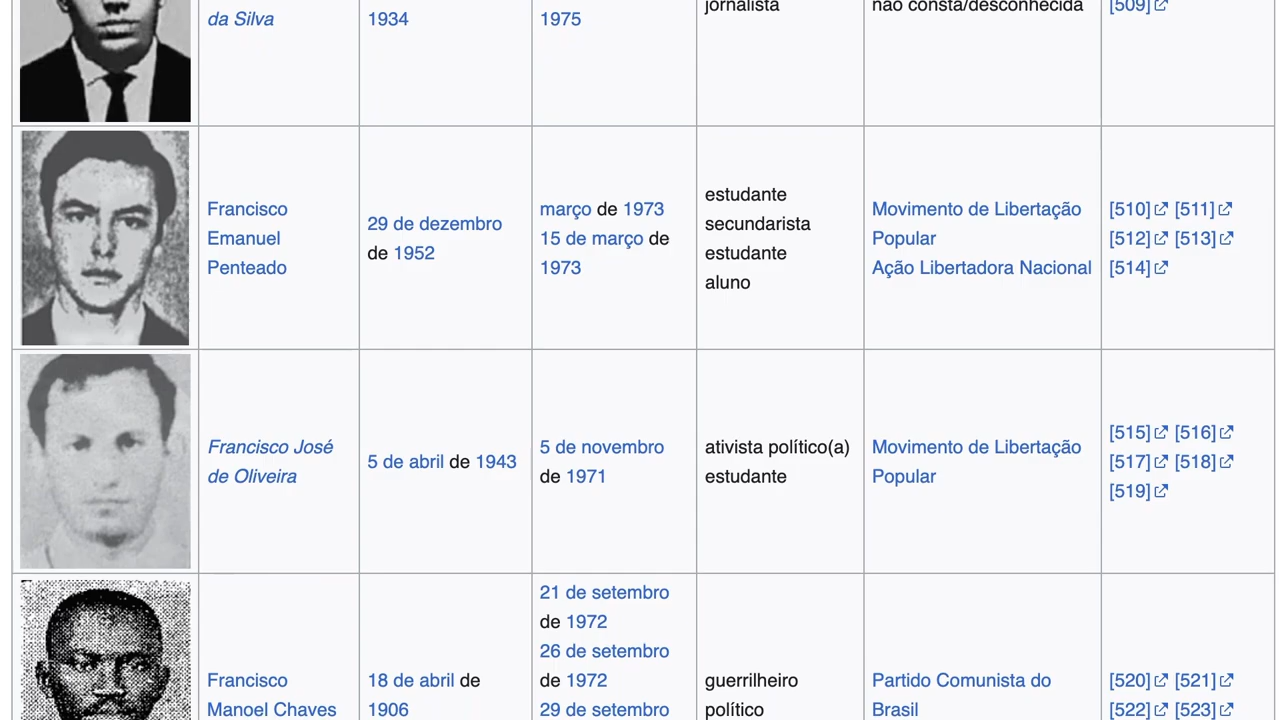 da Silva
1934
1975
jornalista
não consta/desconhecida
[509]
Francisco
Emanuel
Penteado
29 de dezembro
de 1952
março de 1973
15 de março de
1973
estudante
secundarista
estudante
aluno
Movimento de Libertação
Popular
Ação Libertadora Nacional
[510] [511]
[512] [513]
[514]
Francisco José
de Oliveira
5 de abril de 1943
5 de novembro
de 1971
ativista político(a)
estudante
Movimento de Libertação
Popular
[515] [516]
[517] [518]
[519]
Francisco
Manoel Chaves
18 de abril de
1906
21 de setembro
de 1972
26 de setembro
de 1972
29 de setembro
guerrilheiro
político
Partido Comunista do
Brasil
[520] [521]
[522] [523]